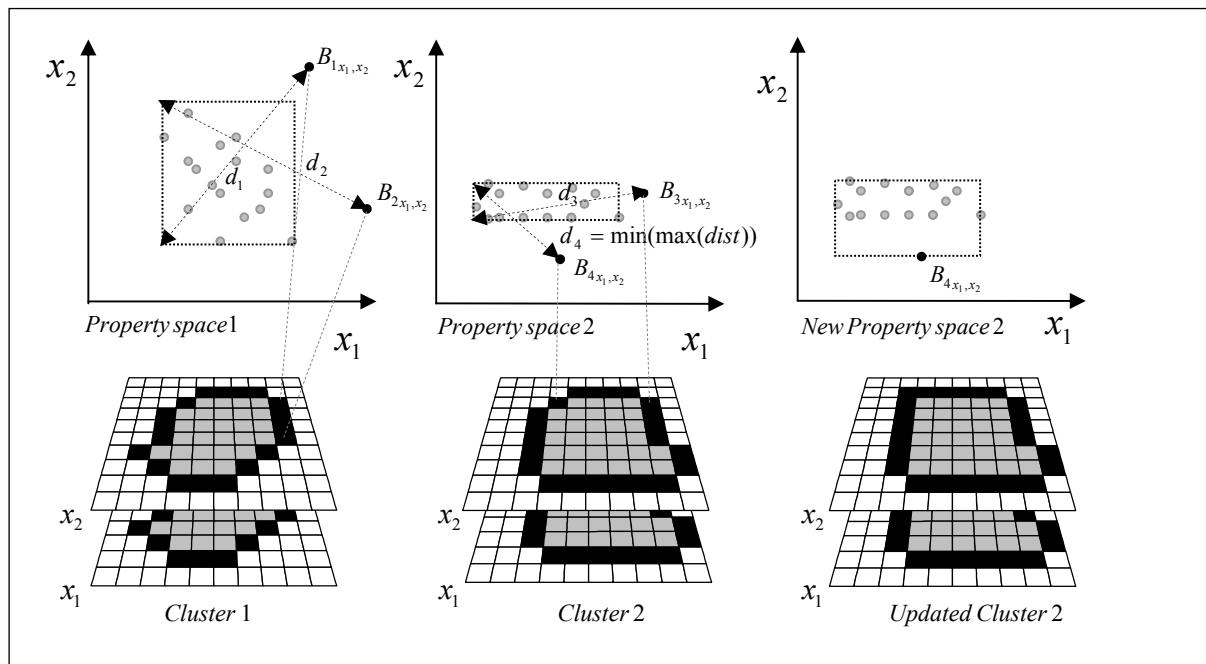 x₂
B₁ₓ₁,ₓ₂
d₁
d₂
B₂ₓ₁,ₓ₂
Property space 1
x₁
x₂
x₁
Cluster 1
x₂
d₃
B₃ₓ₁,ₓ₂
d₄ = min(max(dist))
B₄ₓ₁,ₓ₂
Property space 2
x₁
x₂
x₁
Cluster 2
x₂
B₄ₓ₁,ₓ₂
New Property space 2
x₁
x₂
x₁
Updated Cluster 2